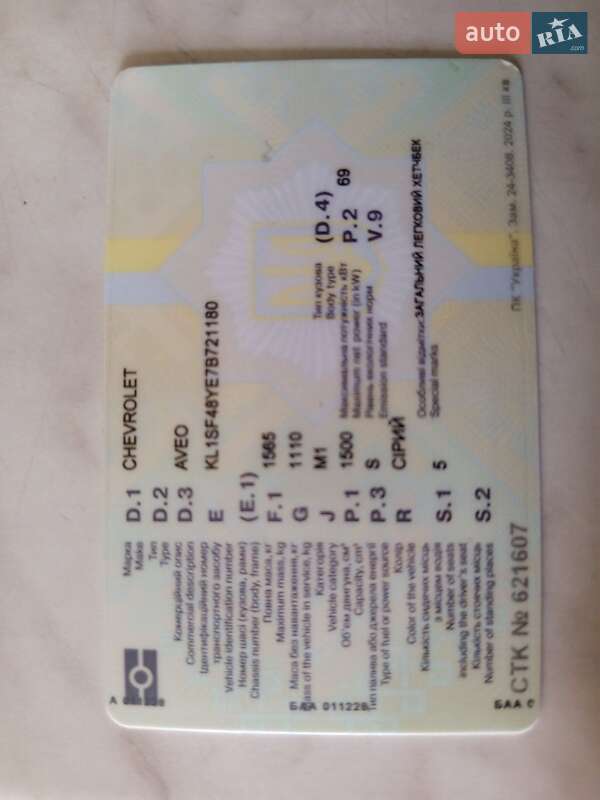 auto RIA .com
Марка D.1 CHEVROLET
Make
Тип D.2
Type
Комерційний опис D.3 AVEO
Commercial description
Ідентифікаційний номер E KL1SF48YE7B721180
транспортного засобу
Vehicle identification number
Номер шасі (кузова, рами) (E.1)
Chassis number (body, frame)
Повна маса, кг F.1 1565
Maximum mass, kg
Маса без навантаження, кг G 1110
Mass of the vehicle in service, kg
Категорія J M1
Vehicle category
Тип кузова (D.4)
Body type
Об'єм двигуна, см³ P.1 1500
Capacity, cm³
Максимальна потужність кВт P.2 69
Maximum net power (in kW)
Тип палива або джерела енергії P.3 S
Type of fuel or power source
Рівень екологічних норм V.9
Emission standard
Колір R СІРИЙ
Color of the vehicle
Особливі відмітки: ЗАГАЛЬНИЙ ЛЕГКОВИЙ ХЕТЧБЕК
Special marks
Кількість сидячих місць S.1 5
з місцем водія
Number of seats
including the driver's seat
Кількість стоячих місць S.2
Number of standing places
СТК № 621607
ПК "Україна". Зам. 24-3408. 2024 р. III кв.
БАА 011228
БАА 0